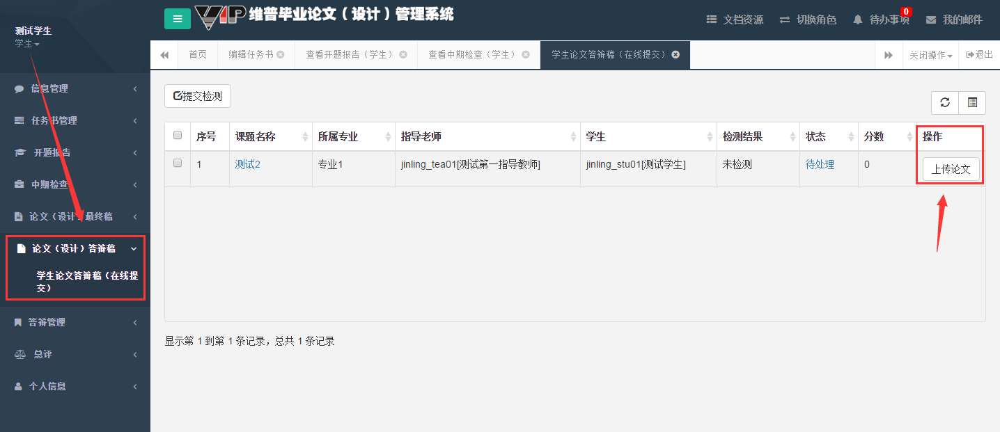 VIP维普毕业论文（设计）管理系统
文档资源
切换角色
0
待办事项
我的邮件
测试学生
学生
首页
编辑任务书
查看开题报告（学生）
查看中期检查（学生）
学生论文答辩稿（在线提交）
关闭操作
退出
信息管理
任务书管理
开题报告
中期检查
论文（设计）最终稿
论文（设计）答辩稿
学生论文答辩稿（在线提
交）
答辩管理
总评
个人信息
提交检测
序号 课题名称 所属专业 指导老师 学生 检测结果 状态 分数 操作
1 测试2 专业1 jinling_tea01[测试第一指导教师] jinling_stu01[测试学生] 未检测 待处理 0 上传论文
显示第 1 到第 1 条记录，总共 1 条记录